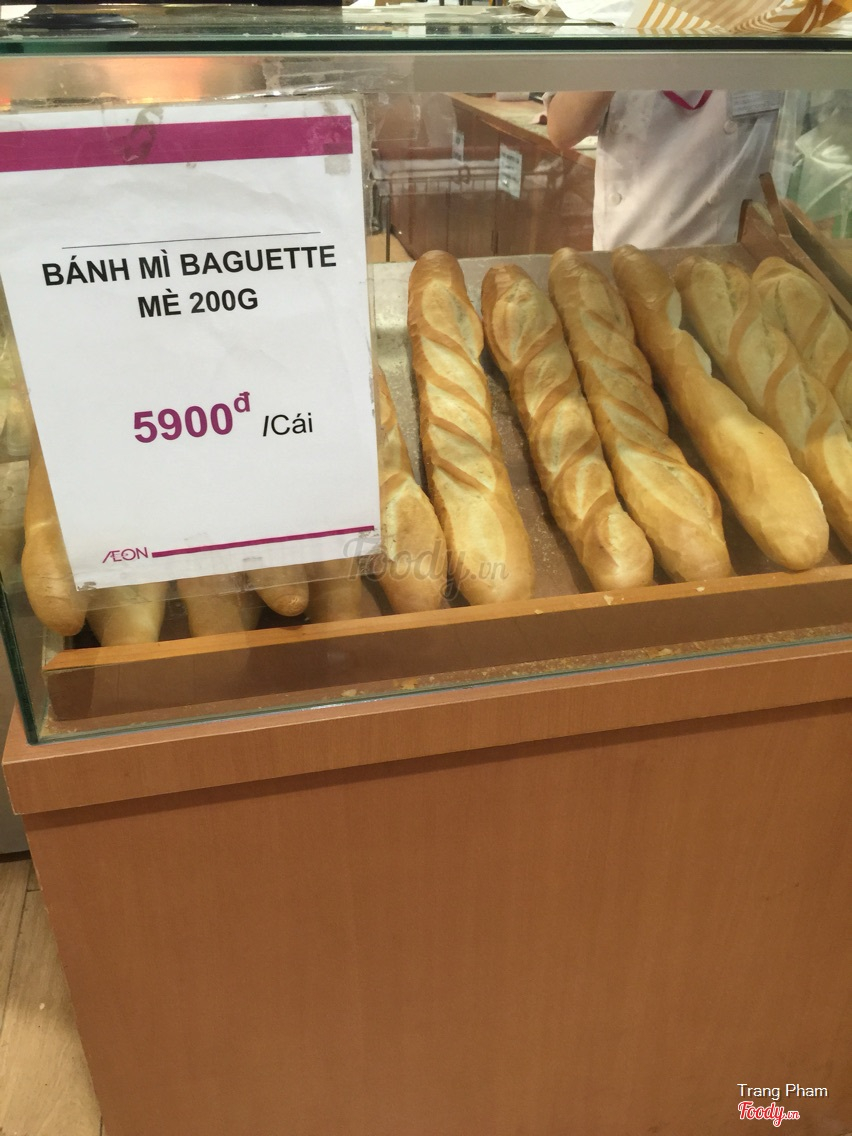 BÁNH MÌ BAGUETTE
MÈ 200G
5900đ /Cái
ÆON
Foody.vn
Trang Pham
Foody.vn